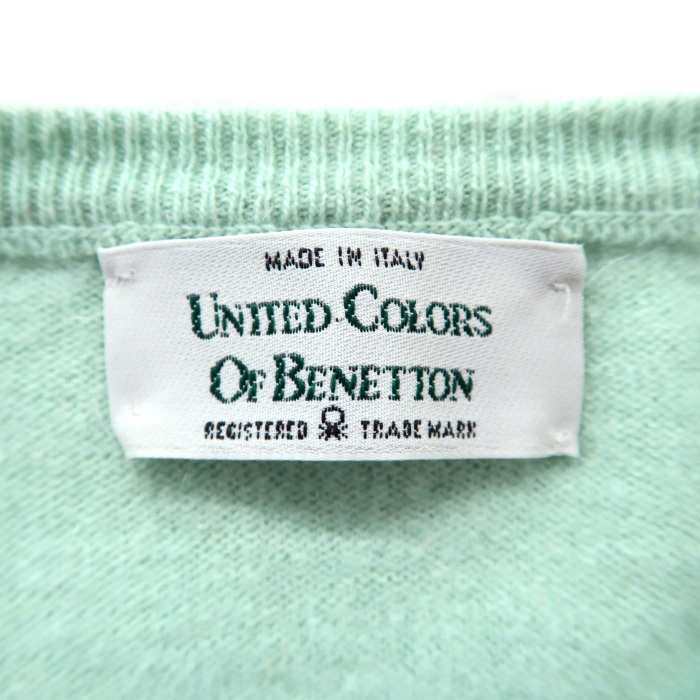 MADE IN ITALY
UNITED COLORS
OF BENETTON
REGISTERED TRADE MARK